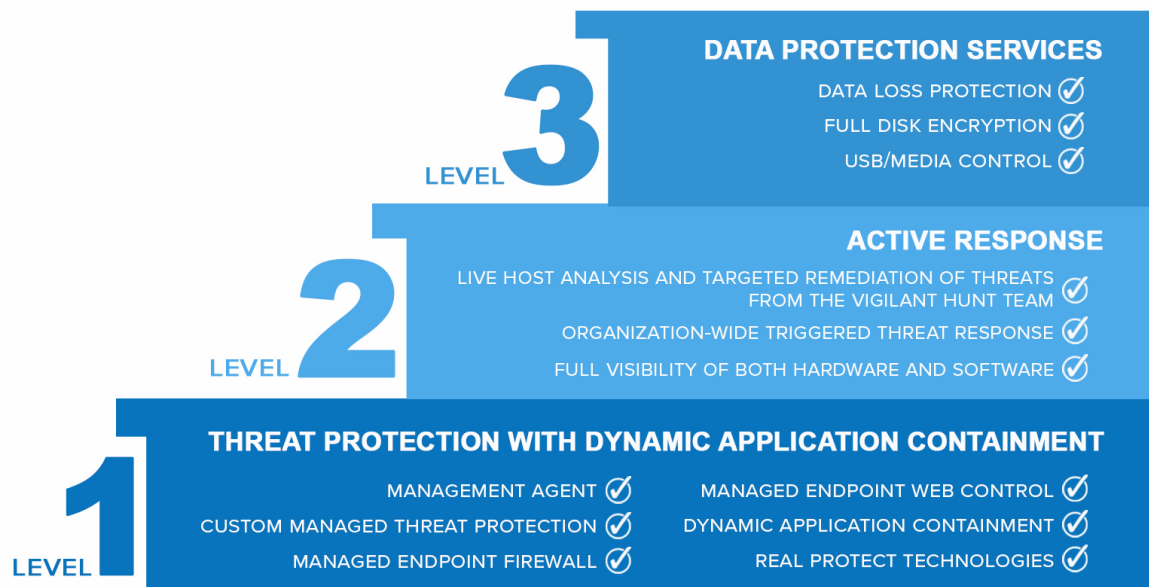 DATA PROTECTION SERVICES
DATA LOSS PROTECTION
FULL DISK ENCRYPTION
USB/MEDIA CONTROL
LEVEL 3
ACTIVE RESPONSE
LIVE HOST ANALYSIS AND TARGETED REMEDIATION OF THREATS
FROM THE VIGILANT HUNT TEAM
ORGANIZATION-WIDE TRIGGERED THREAT RESPONSE
FULL VISIBILITY OF BOTH HARDWARE AND SOFTWARE
LEVEL 2
THREAT PROTECTION WITH DYNAMIC APPLICATION CONTAINMENT
MANAGEMENT AGENT
CUSTOM MANAGED THREAT PROTECTION
MANAGED ENDPOINT FIREWALL
MANAGED ENDPOINT WEB CONTROL
DYNAMIC APPLICATION CONTAINMENT
REAL PROTECT TECHNOLOGIES
LEVEL 1